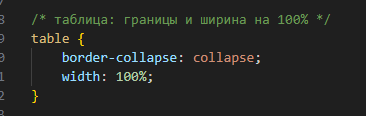 /* таблица: границы и ширина на 100% */
table {
border-collapse: collapse;
width: 100%;
}